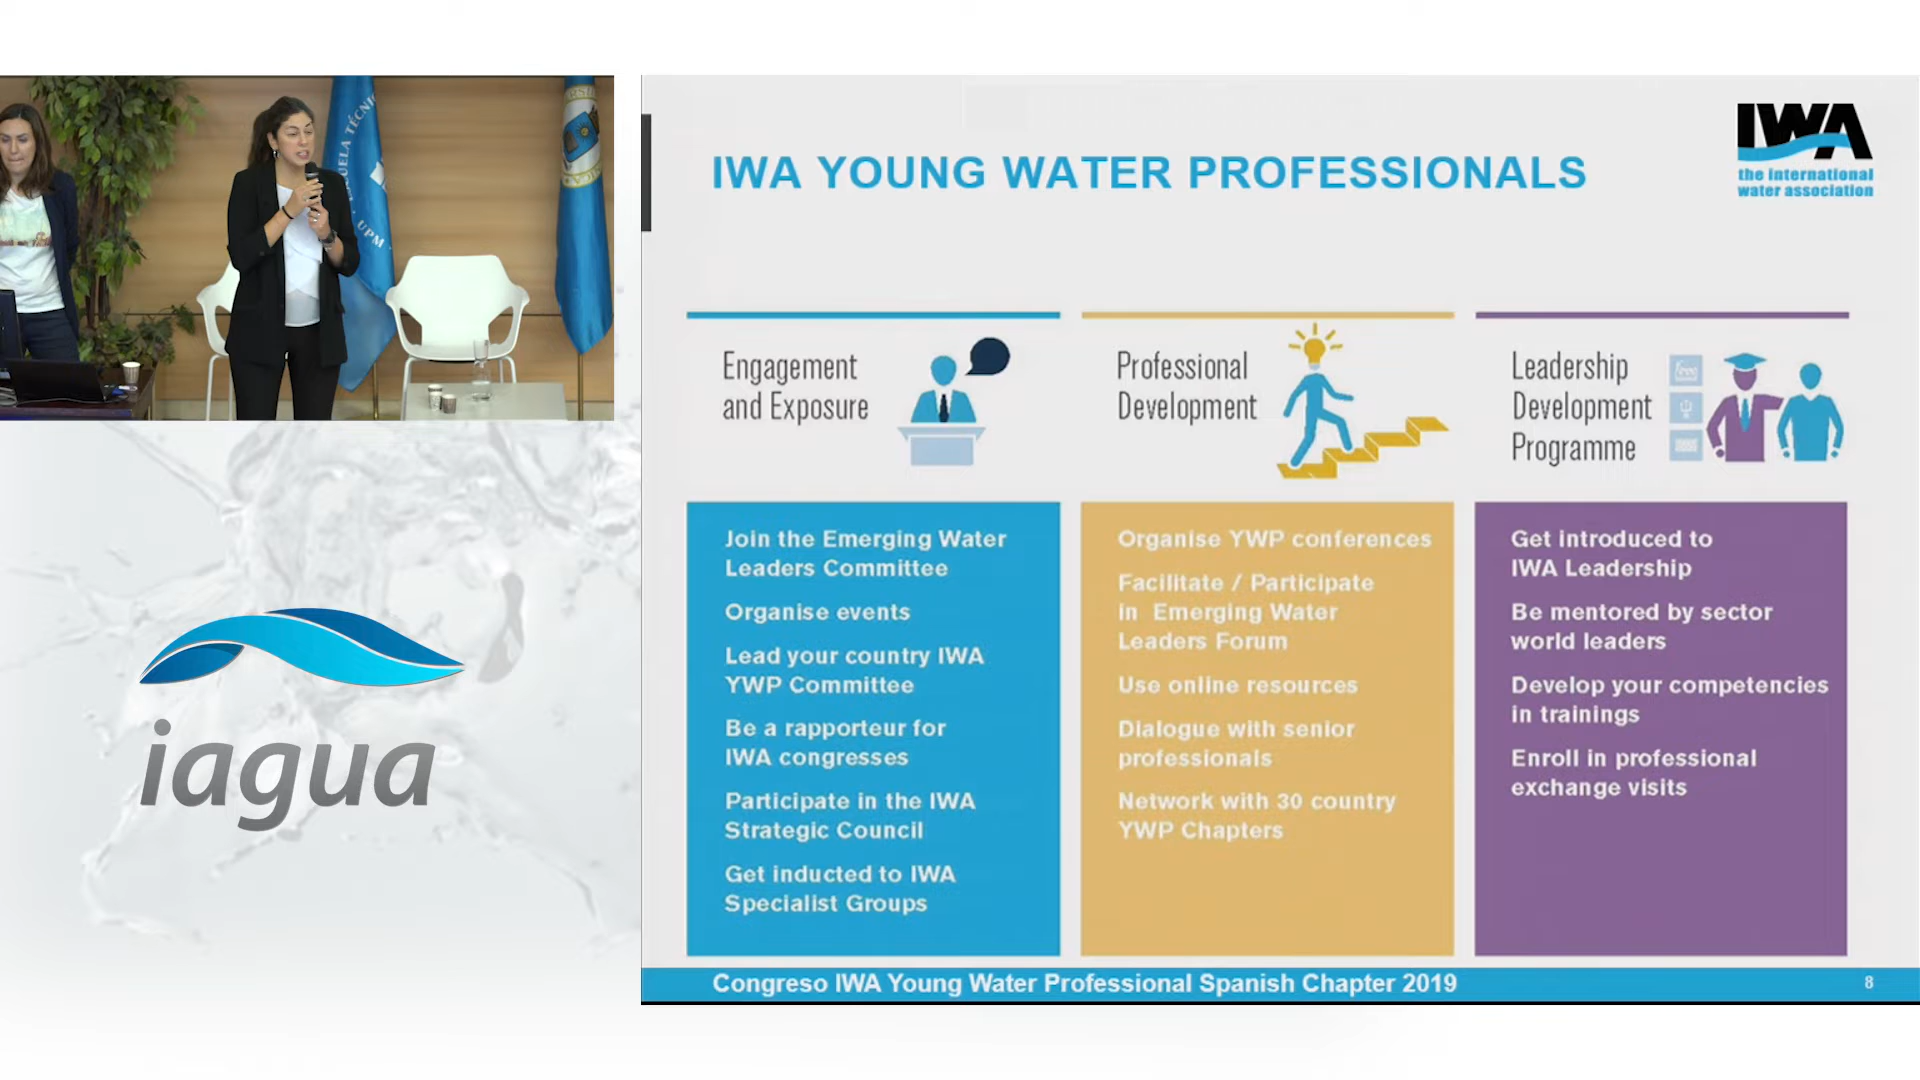 ESCUELA TÉCNIC
UPM
iagua
IWA YOUNG WATER PROFESSIONALS
IWA
the international
water association
Engagement
and Exposure
Join the Emerging Water
Leaders Committee
Organise events
Lead your country IWA
YWP Committee
Be a rapporteur for
IWA congresses
Participate in the IWA
Strategic Council
Get inducted to IWA
Specialist Groups
Professional
Development
Organise YWP conferences
Facilitate / Participate
in Emerging Water
Leaders Forum
Use online resources
Dialogue with senior
professionals
Network with 30 country
YWP Chapters
Leadership
Development
Programme
Get introduced to
IWA Leadership
Be mentored by sector
world leaders
Develop your competencies
in trainings
Enroll in professional
exchange visits
Congreso IWA Young Water Professional Spanish Chapter 2019
8